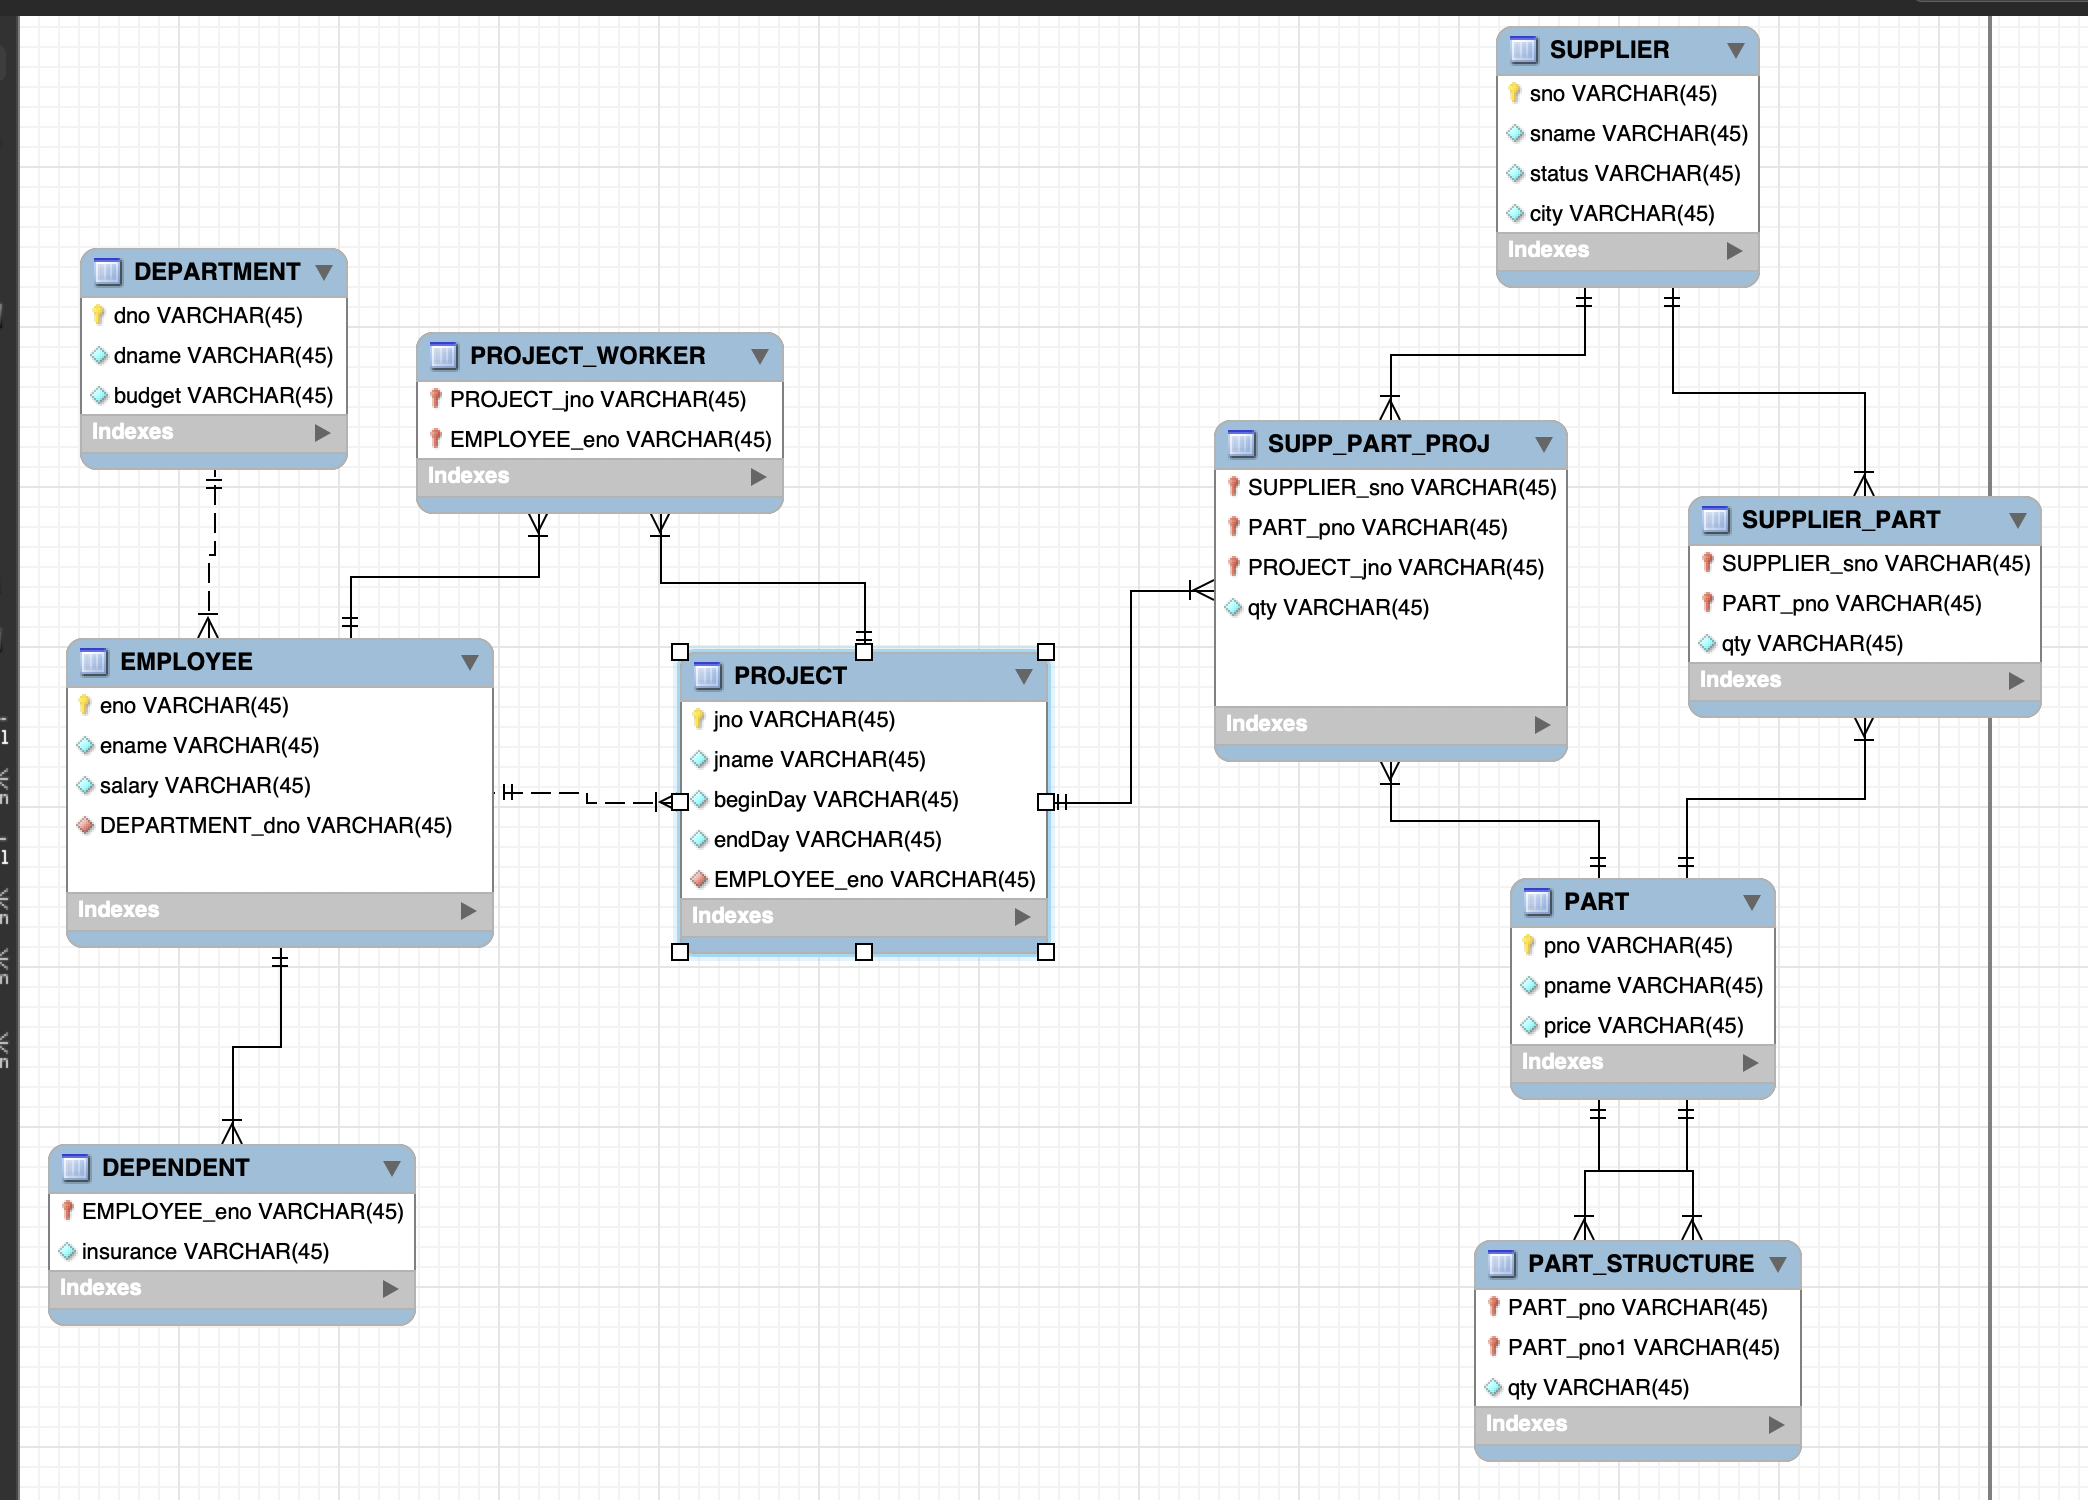 SUPPLIER
sno VARCHAR(45)
sname VARCHAR(45)
status VARCHAR(45)
city VARCHAR(45)
Indexes
DEPARTMENT
dno VARCHAR(45)
dname VARCHAR(45)
budget VARCHAR(45)
Indexes
PROJECT_WORKER
PROJECT_jno VARCHAR(45)
EMPLOYEE_eno VARCHAR(45)
Indexes
SUPP_PART_PROJ
SUPPLIER_sno VARCHAR(45)
PART_pno VARCHAR(45)
PROJECT_jno VARCHAR(45)
qty VARCHAR(45)
Indexes
SUPPLIER_PART
SUPPLIER_sno VARCHAR(45)
PART_pno VARCHAR(45)
qty VARCHAR(45)
Indexes
EMPLOYEE
eno VARCHAR(45)
ename VARCHAR(45)
salary VARCHAR(45)
DEPARTMENT_dno VARCHAR(45)
Indexes
PROJECT
jno VARCHAR(45)
jname VARCHAR(45)
beginDay VARCHAR(45)
endDay VARCHAR(45)
EMPLOYEE_eno VARCHAR(45)
Indexes
PART
pno VARCHAR(45)
pname VARCHAR(45)
price VARCHAR(45)
Indexes
DEPENDENT
EMPLOYEE_eno VARCHAR(45)
insurance VARCHAR(45)
Indexes
PART_STRUCTURE
PART_pno VARCHAR(45)
PART_pno1 VARCHAR(45)
qty VARCHAR(45)
Indexes